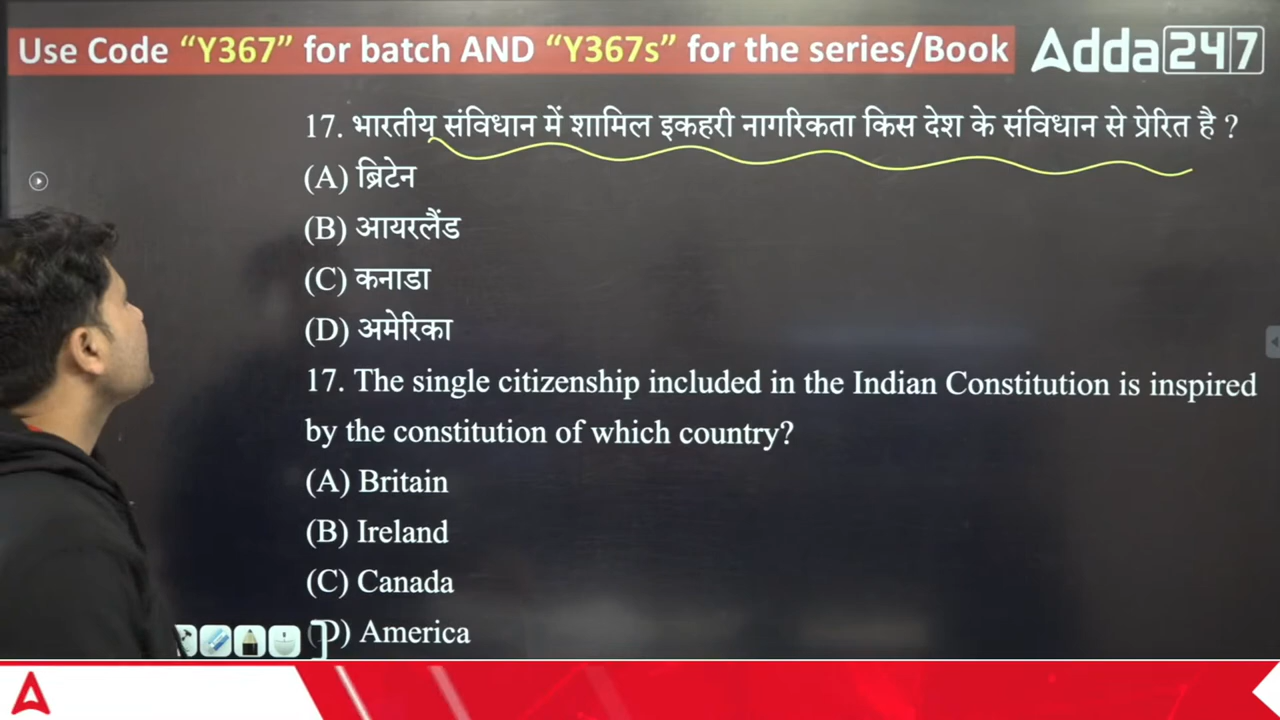 Use Code “Y367” for batch AND “Y367s” for the series/Book
Adda247
17. भारतीय संविधान में शामिल इकहरी नागरिकता किस देश के संविधान से प्रेरित है ?
(A) ब्रिटेन
(B) आयरलैंड
(C) कनाडा
(D) अमेरिका
17. The single citizenship included in the Indian Constitution is inspired
by the constitution of which country?
(A) Britain
(B) Ireland
(C) Canada
(D) America